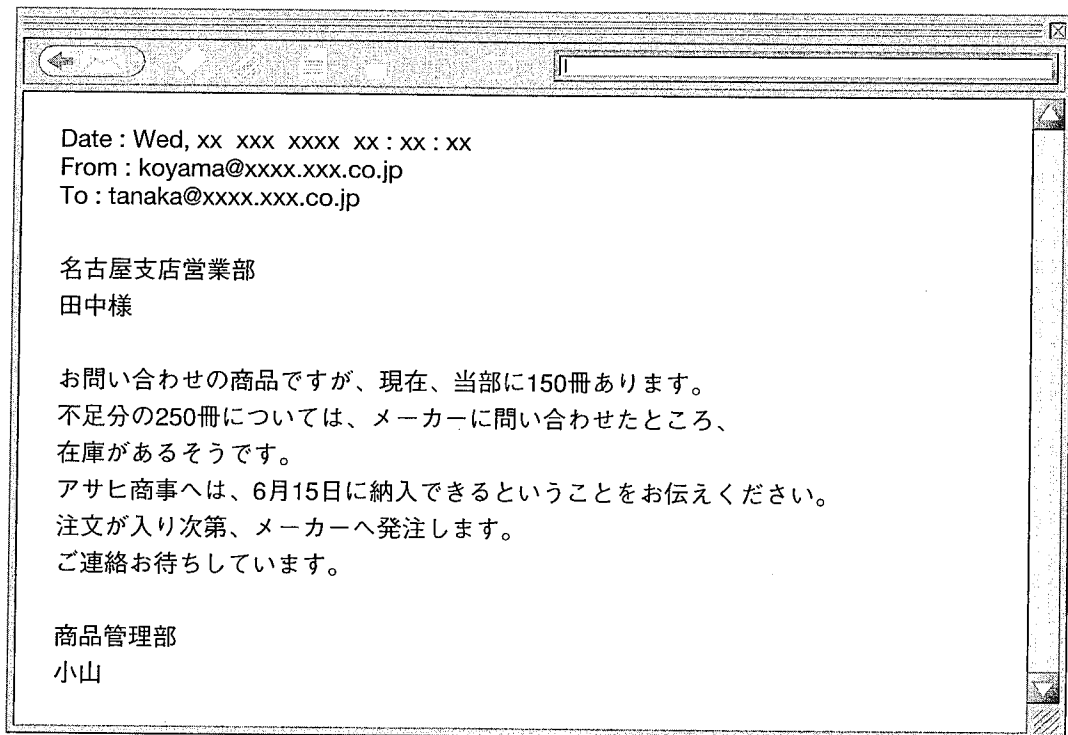 Date : Wed, xx xxx xxxx xx : xx : xx
From : koyama@xxxx.xxx.co.jp
To : tanaka@xxxx.xxx.co.jp
名古屋支店営業部
田中様
お問い合わせの商品ですが、現在、当部に150冊あります。
不足分の250冊については、メーカーに問い合わせたところ、
在庫があるそうです。
アサヒ商事へは、6月15日に納入できるということをお伝えください。
注文が入り次第、メーカーへ発注します。
ご連絡お待ちしています。
商品管理部
小山